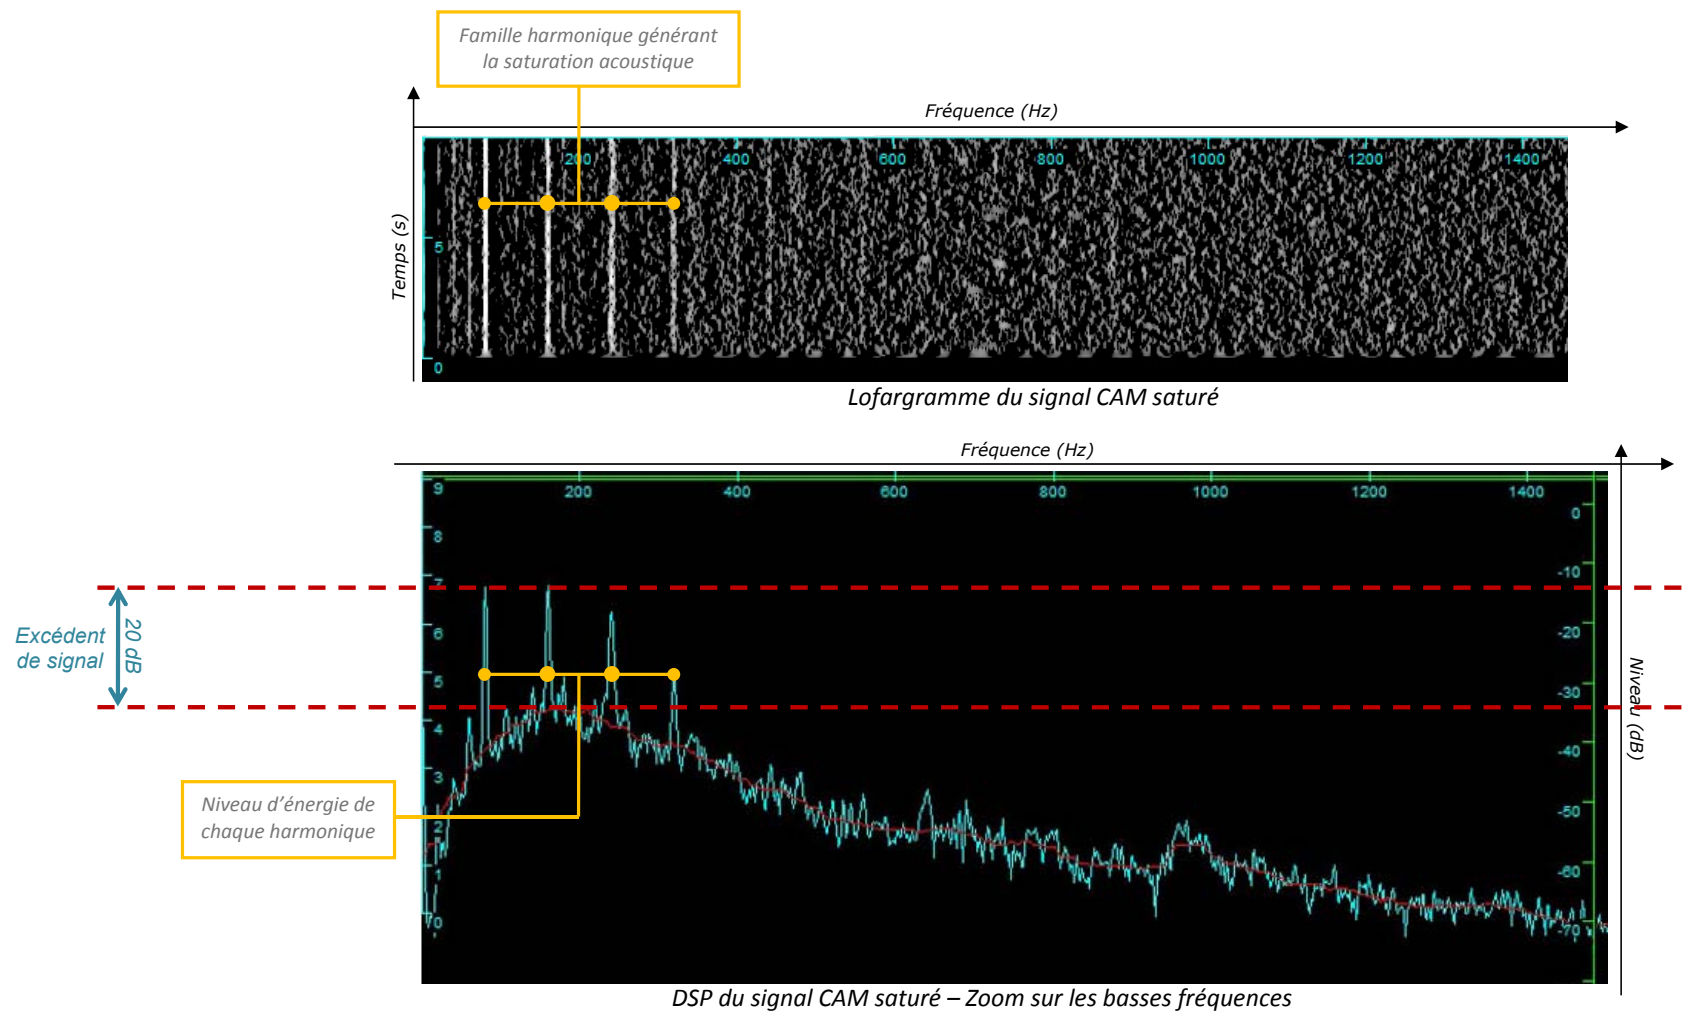 Famille harmonique générant
la saturation acoustique
Fréquence (Hz)
200 400 600 800 1000 1200 1400
Temps (s)
5
0
Lofargramme du signal CAM saturé
Fréquence (Hz)
200 400 600 800 1000 1200 1400
9
8
7
6
5
4
3
2
1
0
0
-10
-20
-30
-40
-50
-60
-70
Niveau (dB)
Excédent
de signal
20 dB
Niveau d’énergie de
chaque harmonique
DSP du signal CAM saturé – Zoom sur les basses fréquences